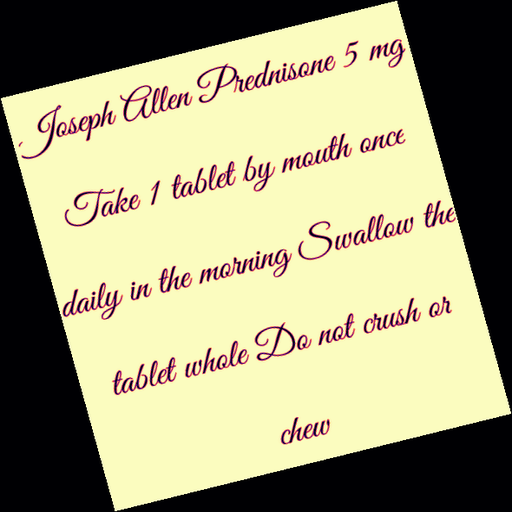 Joseph Allen Prednisone 5 mg
Take 1 tablet by mouth once
daily in the morning Swallow the
tablet whole Do not crush or
chew